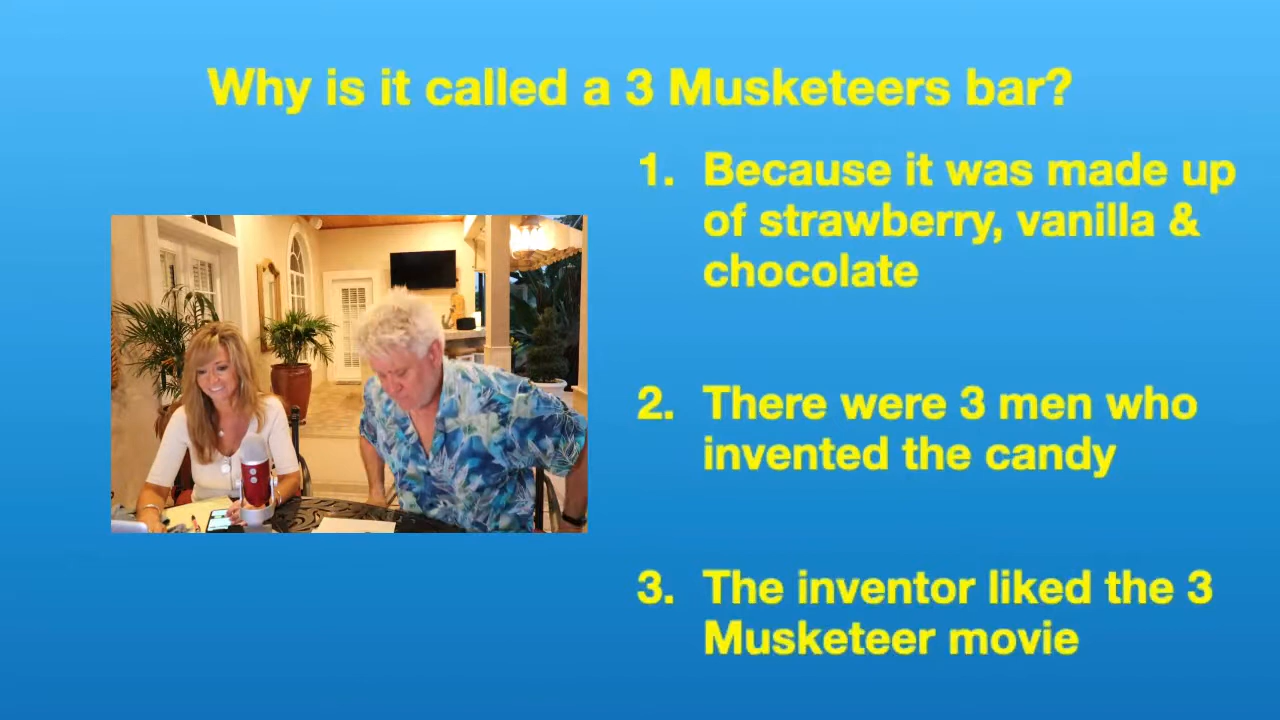 Why is it called a 3 Musketeers bar?
1. Because it was made up
of strawberry, vanilla &
chocolate
2. There were 3 men who
invented the candy
3. The inventor liked the 3
Musketeer movie